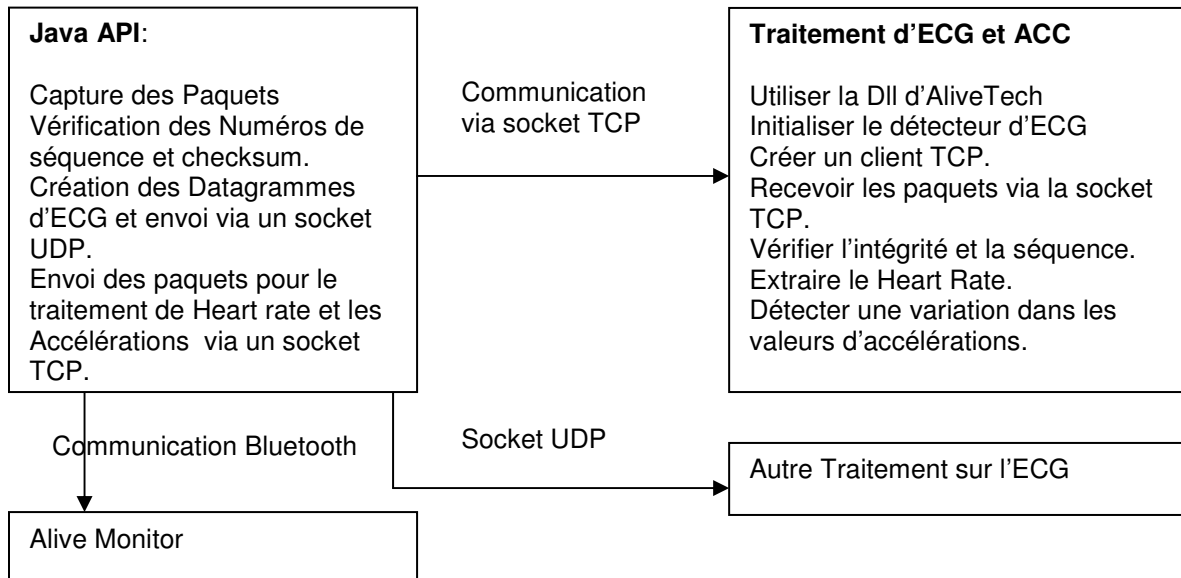 Java API:
Capture des Paquets
Vérification des Numéros de
séquence et checksum.
Création des Datagrammes
d’ECG et envoi via un socket
UDP.
Envoi des paquets pour le
traitement de Heart rate et les
Accélérations via un socket
TCP.
Communication
via socket TCP
Traitement d’ECG et ACC
Utiliser la Dll d’AliveTech
Initialiser le détecteur d’ECG
Créer un client TCP.
Recevoir les paquets via la socket
TCP.
Vérifier l’intégrité et la séquence.
Extraire le Heart Rate.
Détecter une variation dans les
valeurs d’accélérations.
Communication Bluetooth
Socket UDP
Autre Traitement sur l’ECG
Alive Monitor